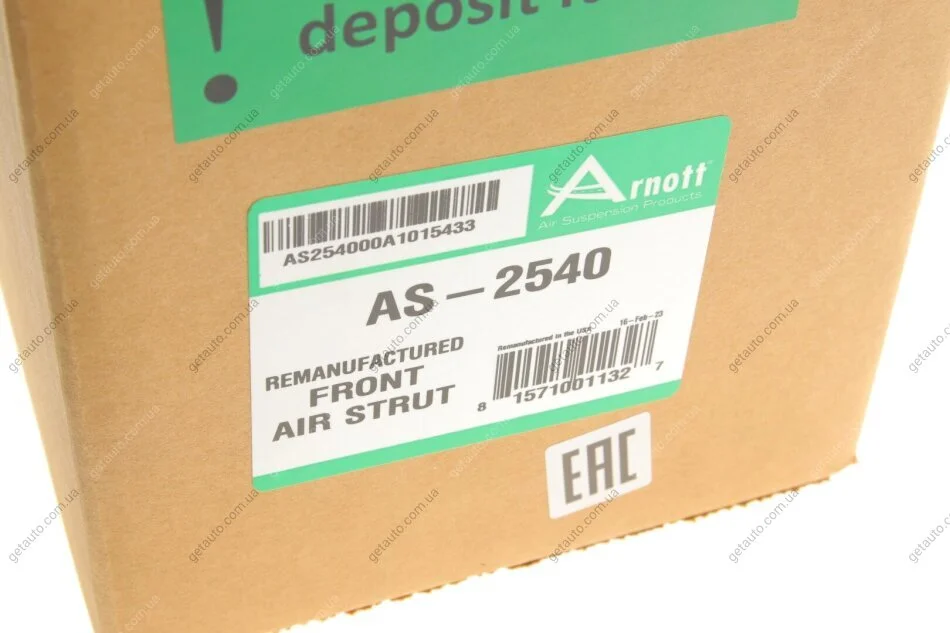 ! deposit
Arnott
Air Suspension Products
AS254000A1015433
AS-2540
REMANUFACTURED
FRONT
AIR STRUT
16-Feb-23
Remanufactured in the USA
8 1571001132 7
EAC
getauto.com.ua